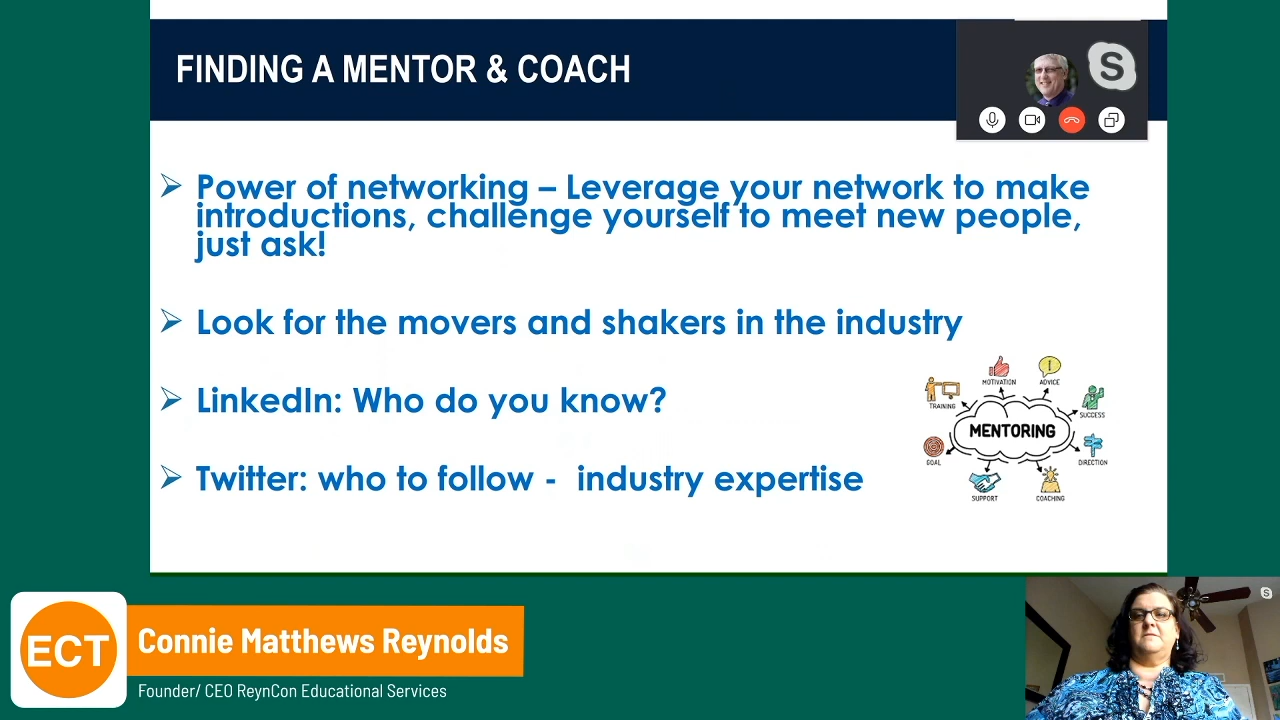 FINDING A MENTOR & COACH
S
Power of networking – Leverage your network to make
introductions, challenge yourself to meet new people,
just ask!
Look for the movers and shakers in the industry
LinkedIn: Who do you know?
Twitter: who to follow -  industry expertise
MOTIVATION
ADVICE
TRAINING
SUCCESS
MENTORING
GOAL
DIRECTION
SUPPORT
COACHING
ECT
Connie Matthews Reynolds
Founder/ CEO ReynCon Educational Services
S